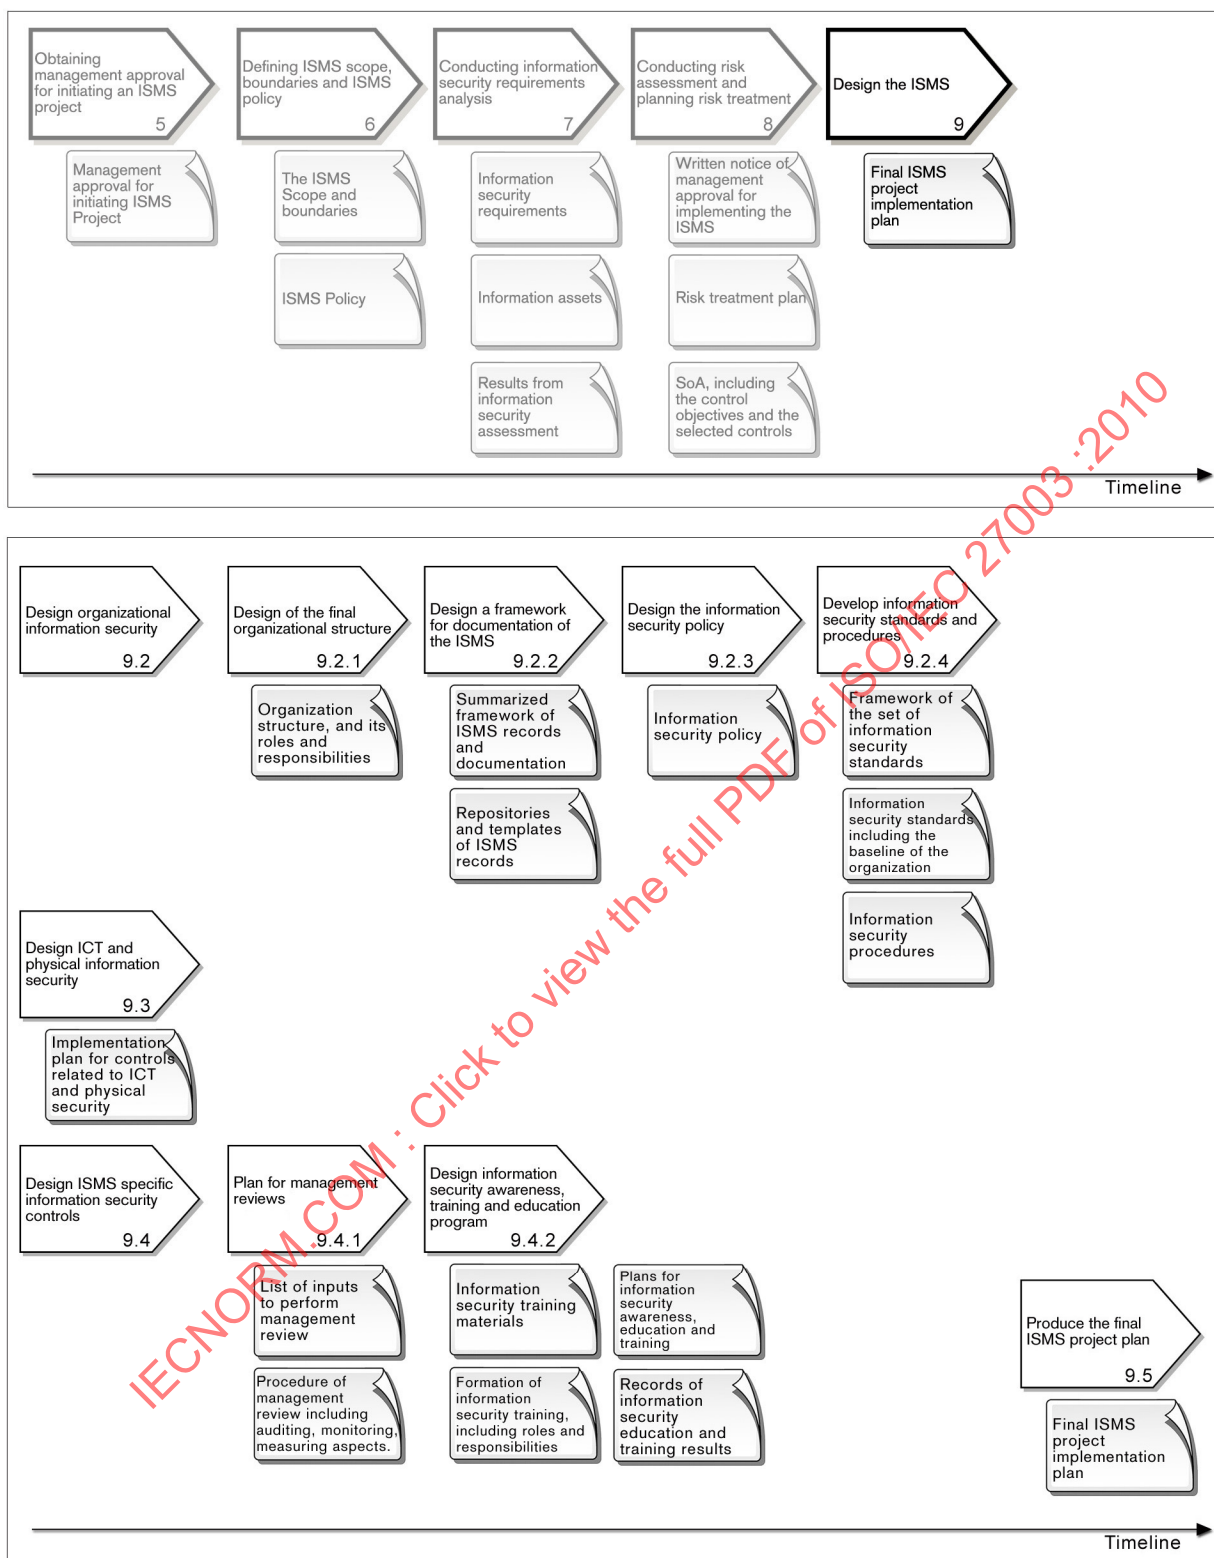 Obtaining
management approval
for initiating an ISMS
project
5
Defining ISMS scope,
boundaries and ISMS
policy
6
Conducting information
security requirements
analysis
7
Conducting risk
assessment and
planning risk treatment
8
Design the ISMS
9
Management
approval for
initiating ISMS
Project
The ISMS
Scope and
boundaries
Information
security
requirements
Written notice of
management
approval for
implementing the
ISMS
Final ISMS
project
implementation
plan
ISMS Policy
Information assets
Risk treatment plan
Results from
information
security
assessment
SoA, including
the control
objectives and the
selected controls
Timeline
Design organizational
information security
9.2
Design of the final
organizational structure
9.2.1
Design a framework
for documentation of
the ISMS
9.2.2
Design the information
security policy
9.2.3
Develop information
security standards and
procedures
9.2.4
Organization
structure, and its
roles and
responsibilities
Summarized
framework of
ISMS records
and
documentation
Information
security policy
Framework of
the set of
information
security
standards
Repositories
and templates
of ISMS
records
Information
security standards
including the
baseline of the
organization
Information
security
procedures
Design ICT and
physical information
security
9.3
Implementation
plan for controls
related to ICT
and physical
security
Design ISMS specific
information security
controls
9.4
Plan for management
reviews
9.4.1
Design information
security awareness,
training and education
program
9.4.2
List of inputs
to perform
management
review
Information
security training
materials
Plans for
information
security
awareness,
education and
training
Procedure of
management
review including
auditing, monitoring,
measuring aspects.
Formation of
information
security training,
including roles and
responsibilities
Records of
information
security
education and
training results
Produce the final
ISMS project plan
9.5
Final ISMS
project
implementation
plan
Timeline
IECNORM.COM : Click to view the full PDF of ISO/IEC 27003 :2010